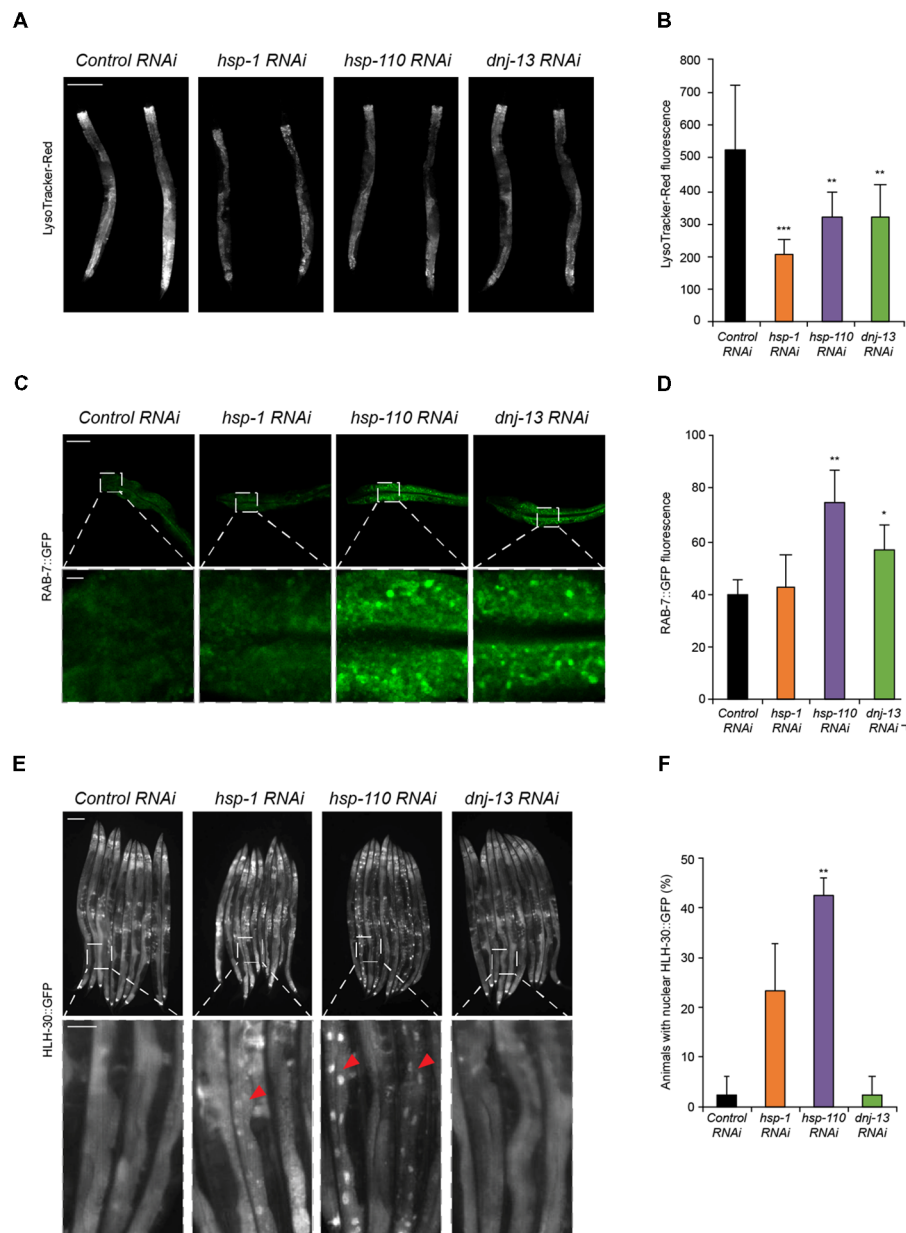 A
Control RNAi hsp-1 RNAi hsp-110 RNAi dnj-13 RNAi
LysoTracker-Red
B
LysoTracker-Red fluorescence
800
700
600
500
400
300
200
100
0
***
**
**
Control RNAi
hsp-1 RNAi
hsp-110 RNAi
dnj-13 RNAi
C
Control RNAi hsp-1 RNAi hsp-110 RNAi dnj-13 RNAi
RAB-7::GFP
D
RAB-7::GFP fluorescence
100
80
60
40
20
0
**
*
Control RNAi
hsp-1 RNAi
hsp-110 RNAi
dnj-13 RNAi
E
Control RNAi hsp-1 RNAi hsp-110 RNAi dnj-13 RNAi
HLH-30::GFP
F
Animals with nuclear HLH-30::GFP (%)
50
40
30
20
10
0
**
Control RNAi
hsp-1 RNAi
hsp-110 RNAi
dnj-13 RNAi